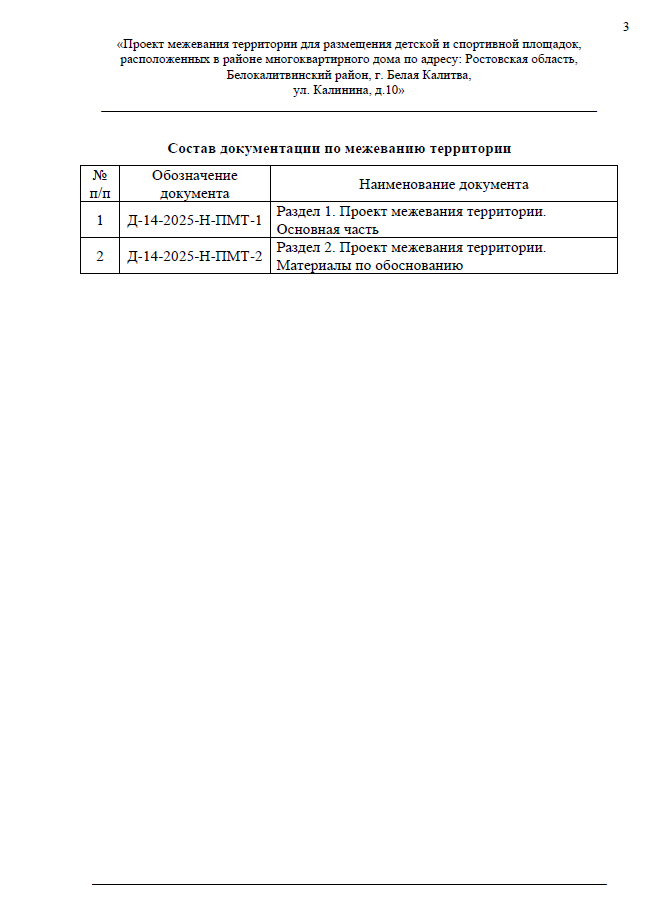 3
«Проект межевания территории для размещения детской и спортивной площадок,
расположенных в районе многоквартирного дома по адресу: Ростовская область,
Белокалитвинский район, г. Белая Калитва,
ул. Калинина, д.10»
Состав документации по межеванию территории
№ п/п
Обозначение документа
Наименование документа
1
Д-14-2025-Н-ПМТ-1
Раздел 1. Проект межевания территории.
Основная часть
2
Д-14-2025-Н-ПМТ-2
Раздел 2. Проект межевания территории.
Материалы по обоснованию